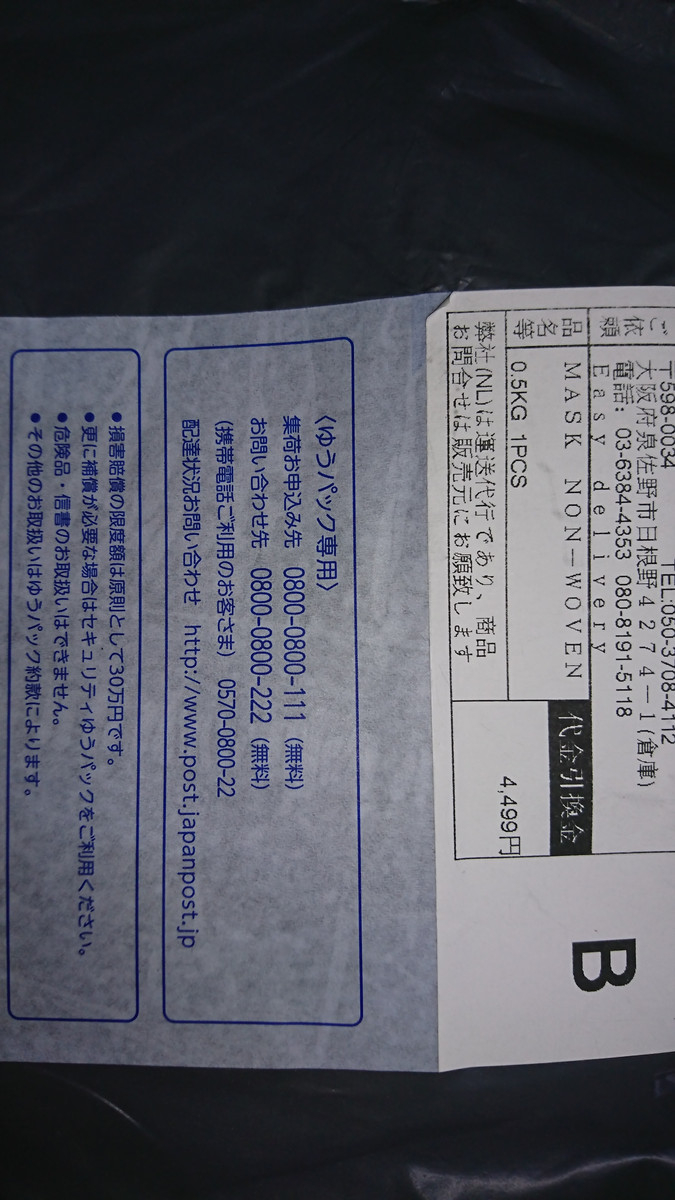 〒598-0034 TEL:050-3708-4112
大阪府泉佐野市日根野4274-1(倉庫)
電話: 03-6384-4353 080-8191-5118
Easy delivery
ご依頼
品名等
MASK NON-WOVEN
0.5KG 1PCS
代金引換金
4,499円
弊社(NL)は運送代行であり、商品
お問合せは販売元にお願致します
B
〈ゆうパック専用〉
集荷お申込み先 0800-0800-111 (無料)
お問い合わせ先 0800-0800-222 (無料)
(携帯電話ご利用のお客さま) 0570-0800-22
配達状況お問い合わせ http://www.post.japanpost.jp
●損害賠償の限度額は原則として30万円です。
●更に補償が必要な場合はセキュリティゆうパックをご利用ください。
●危険品・信書のお取扱いはできません。
●その他のお取扱いはゆうパック約款によります。